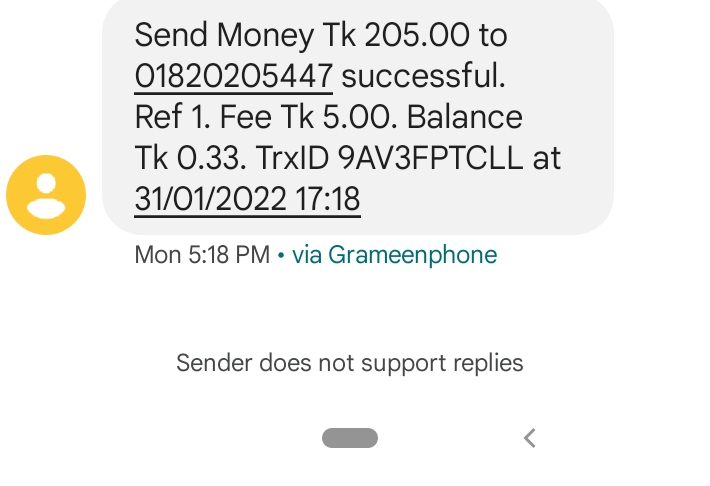 Send Money Tk 205.00 to
01820205447 successful.
Ref 1. Fee Tk 5.00. Balance
Tk 0.33. TrxID 9AV3FPTCLL at
31/01/2022 17:18
Mon 5:18 PM • via Grameenphone
Sender does not support replies